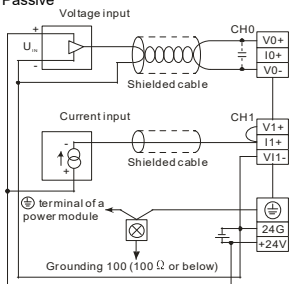 Passive
Voltage input
+
UIN
-
CH0
V0+
I0+
V0-
Shielded cable
Current input
-
+
CH1
V1+
I1+
VI1-
Shielded cable
terminal of a
power module
24G
+24V
Grounding 100 (100 Ω or below)